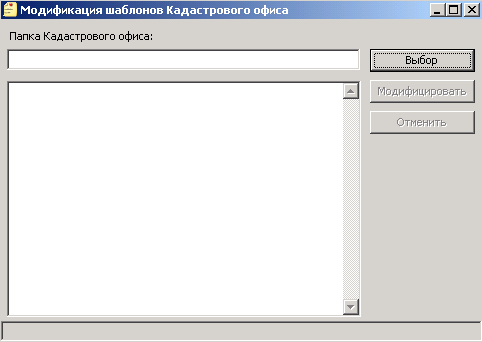 Модификация шаблонов Кадастрового офиса
Папка Кадастрового офиса:
Выбор
Модифицировать
Отменить